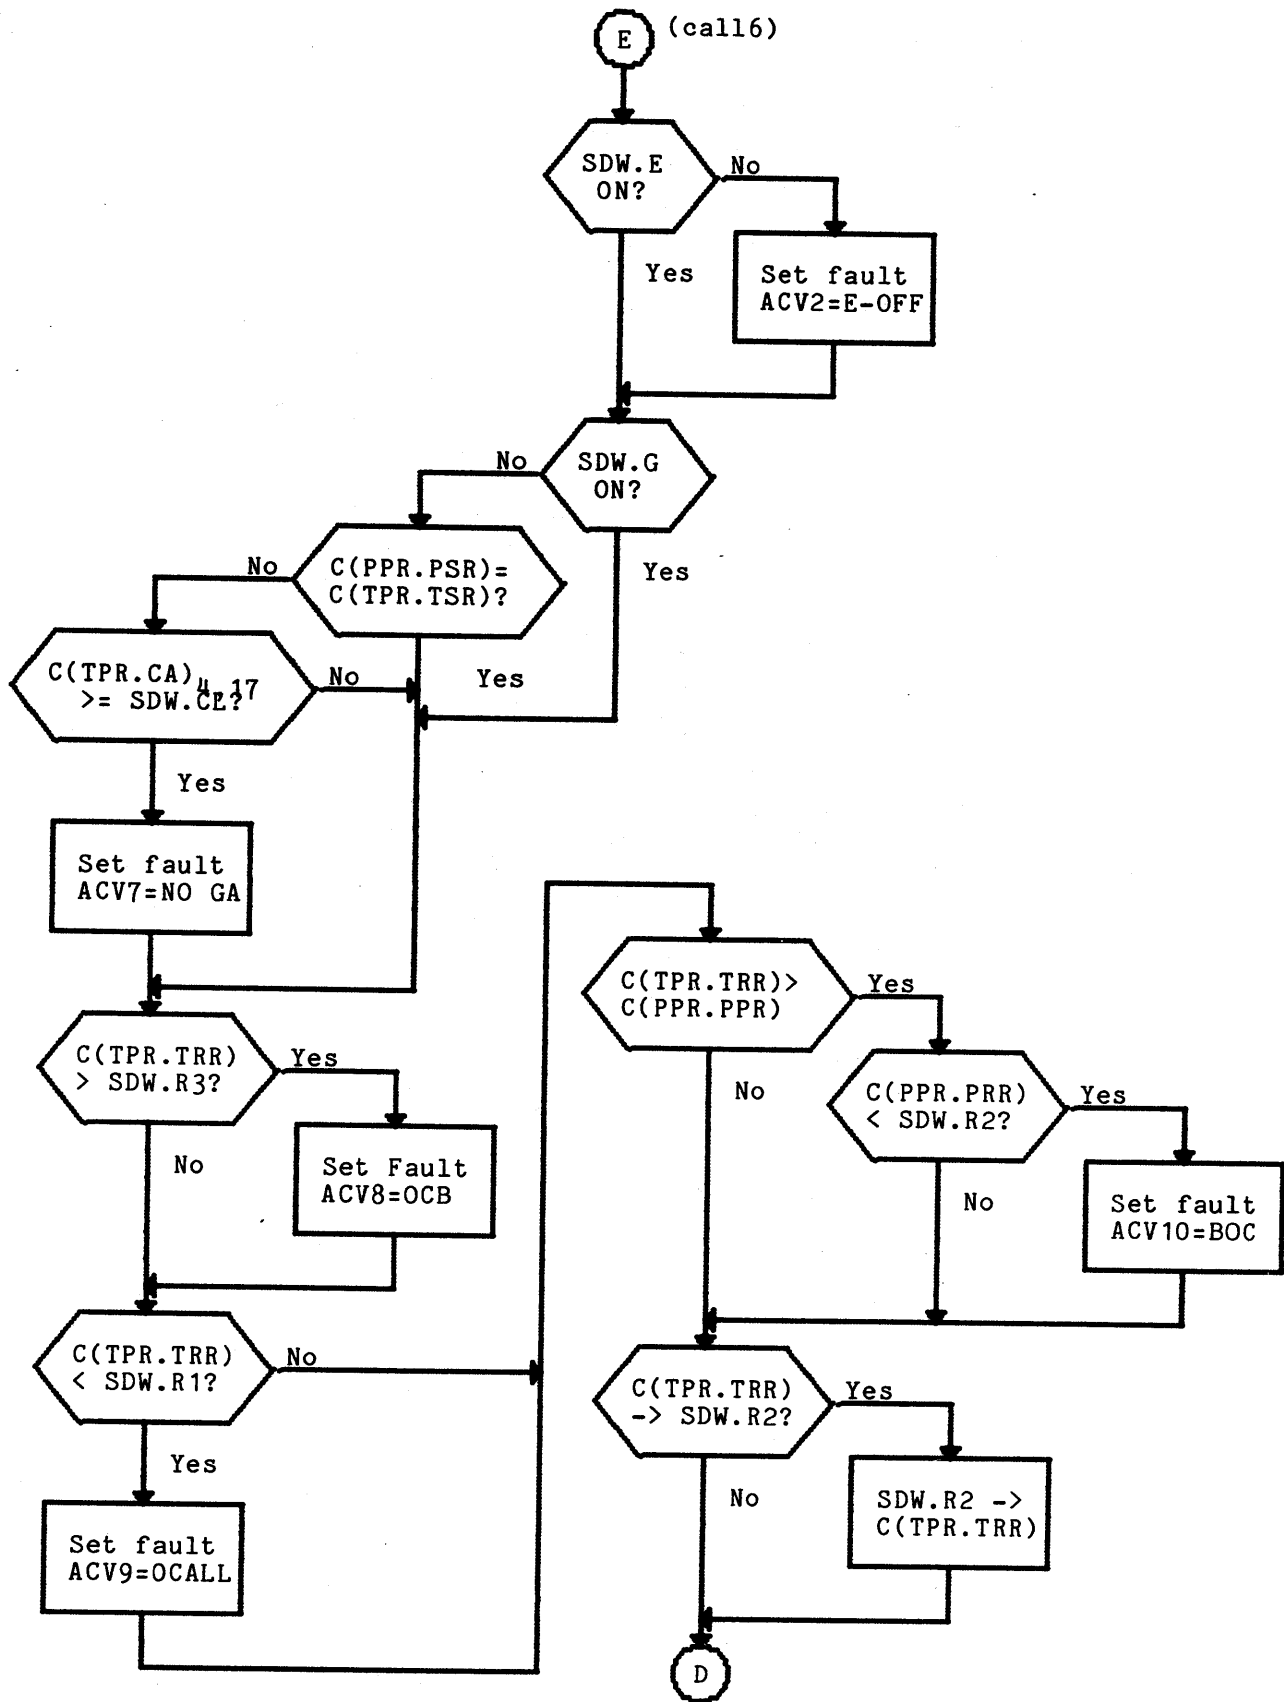 E (call6)
SDW.E
ON?
No
Yes
Set fault
ACV2=E-OFF
SDW.G
ON?
No
Yes
C(PPR.PSR)=
C(TPR.TSR)?
No
Yes
C(TPR.CA)4,17
>= SDW.CL?
No
Yes
Set fault
ACV7=NO GA
C(TPR.TRR)
> SDW.R3?
Yes
No
Set Fault
ACV8=OCB
C(TPR.TRR)
< SDW.R1?
No
Yes
Set fault
ACV9=OCALL
C(TPR.TRR)>
C(PPR.PPR)
Yes
No
C(PPR.PRR)
< SDW.R2?
Yes
No
Set fault
ACV10=BOC
C(TPR.TRR)
-> SDW.R2?
Yes
No
SDW.R2 ->
C(TPR.TRR)
D